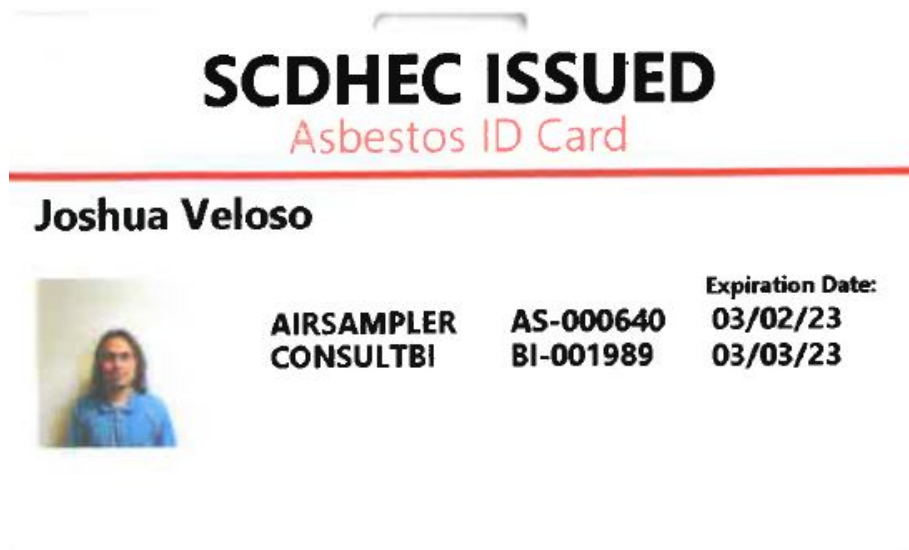 SCDHEC ISSUED
Asbestos ID Card
Joshua Veloso
Expiration Date:
AIRSAMPLER AS-000640 03/02/23
CONSULTBI BI-001989 03/03/23